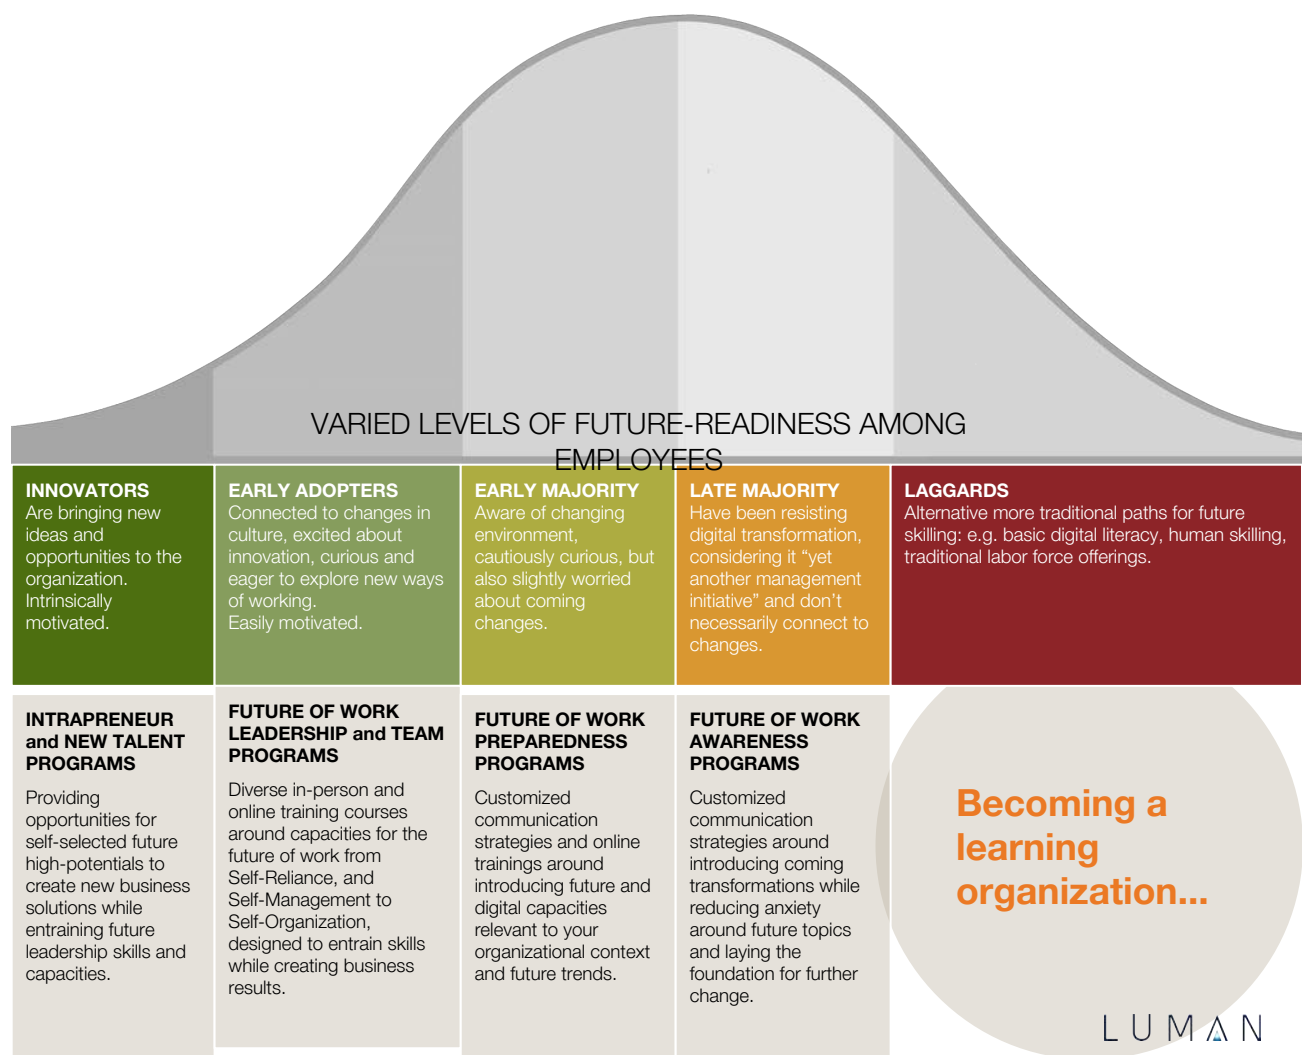 VARIED LEVELS OF FUTURE-READINESS AMONG
EMPLOYEES
INNOVATORS
Are bringing new
ideas and
opportunities to the
organization.
Intrinsically
motivated.
EARLY ADOPTERS
Connected to changes in
culture, excited about
innovation, curious and
eager to explore new ways
of working.
Easily motivated.
EARLY MAJORITY
Aware of changing
environment,
cautiously curious, but
also slightly worried
about coming
changes.
LATE MAJORITY
Have been resisting
digital transformation,
considering it “yet
another management
initiative” and don’t
necessarily connect to
changes.
LAGGARDS
Alternative more traditional paths for future
skilling: e.g. basic digital literacy, human skilling,
traditional labor force offerings.
INTRAPRENEUR
and NEW TALENT
PROGRAMS
Providing
opportunities for
self-selected future
high-potentials to
create new business
solutions while
entraining future
leadership skills and
capacities.
FUTURE OF WORK
LEADERSHIP and TEAM
PROGRAMS
Diverse in-person and
online training courses
around capacities for the
future of work from
Self-Reliance, and
Self-Management to
Self-Organization,
designed to entrain skills
while creating business
results.
FUTURE OF WORK
PREPAREDNESS
PROGRAMS
Customized
communication
strategies and online
trainings around
introducing future and
digital capacities
relevant to your
organizational context
and future trends.
FUTURE OF WORK
AWARENESS
PROGRAMS
Customized
communication
strategies around
introducing coming
transformations while
reducing anxiety
around future topics
and laying the
foundation for further
change.
Becoming a
learning
organization...
LUMAN